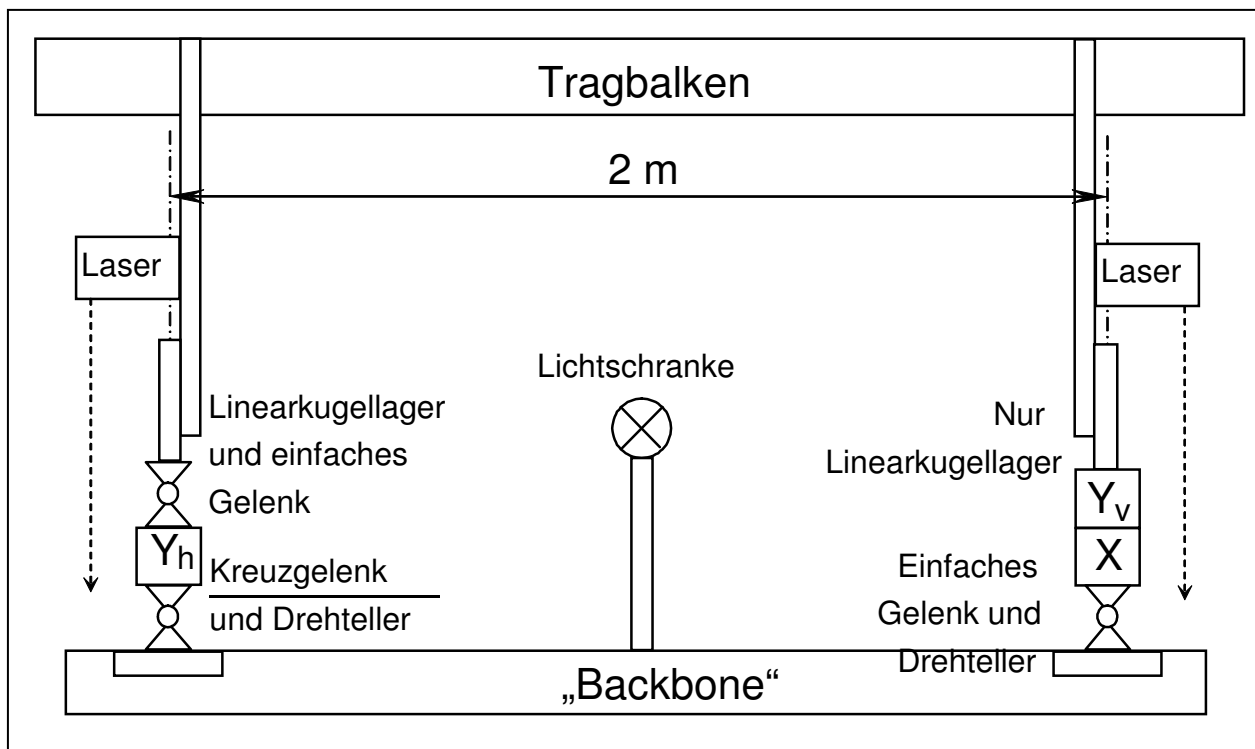 Tragbalken
2 m
Laser
Laser
Lichtschranke
Linearkugellager
und einfaches
Gelenk
Nur
Linearkugellager
Yv
Yh
X
Kreuzgelenk
und Drehteller
Einfaches
Gelenk und
Drehteller
„Backbone“